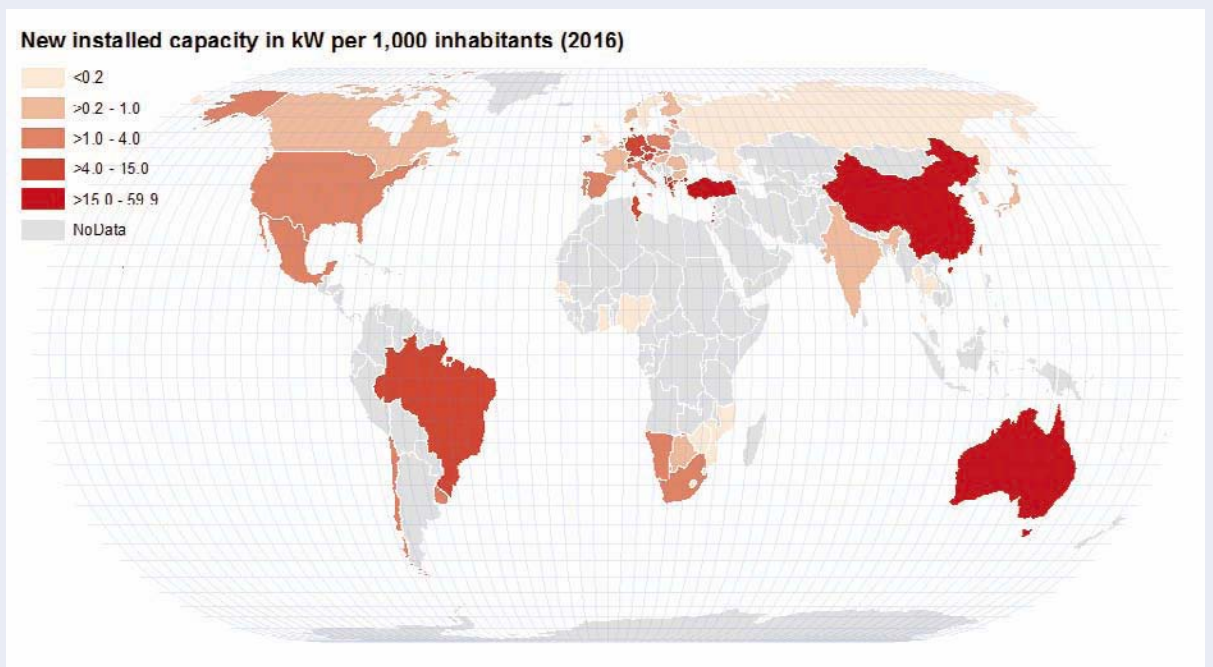 New installed capacity in kW per 1,000 inhabitants (2016)
<0.2
>0.2 - 1.0
>1.0 - 4.0
>4.0 - 15.0
>15.0 - 59.9
NoData